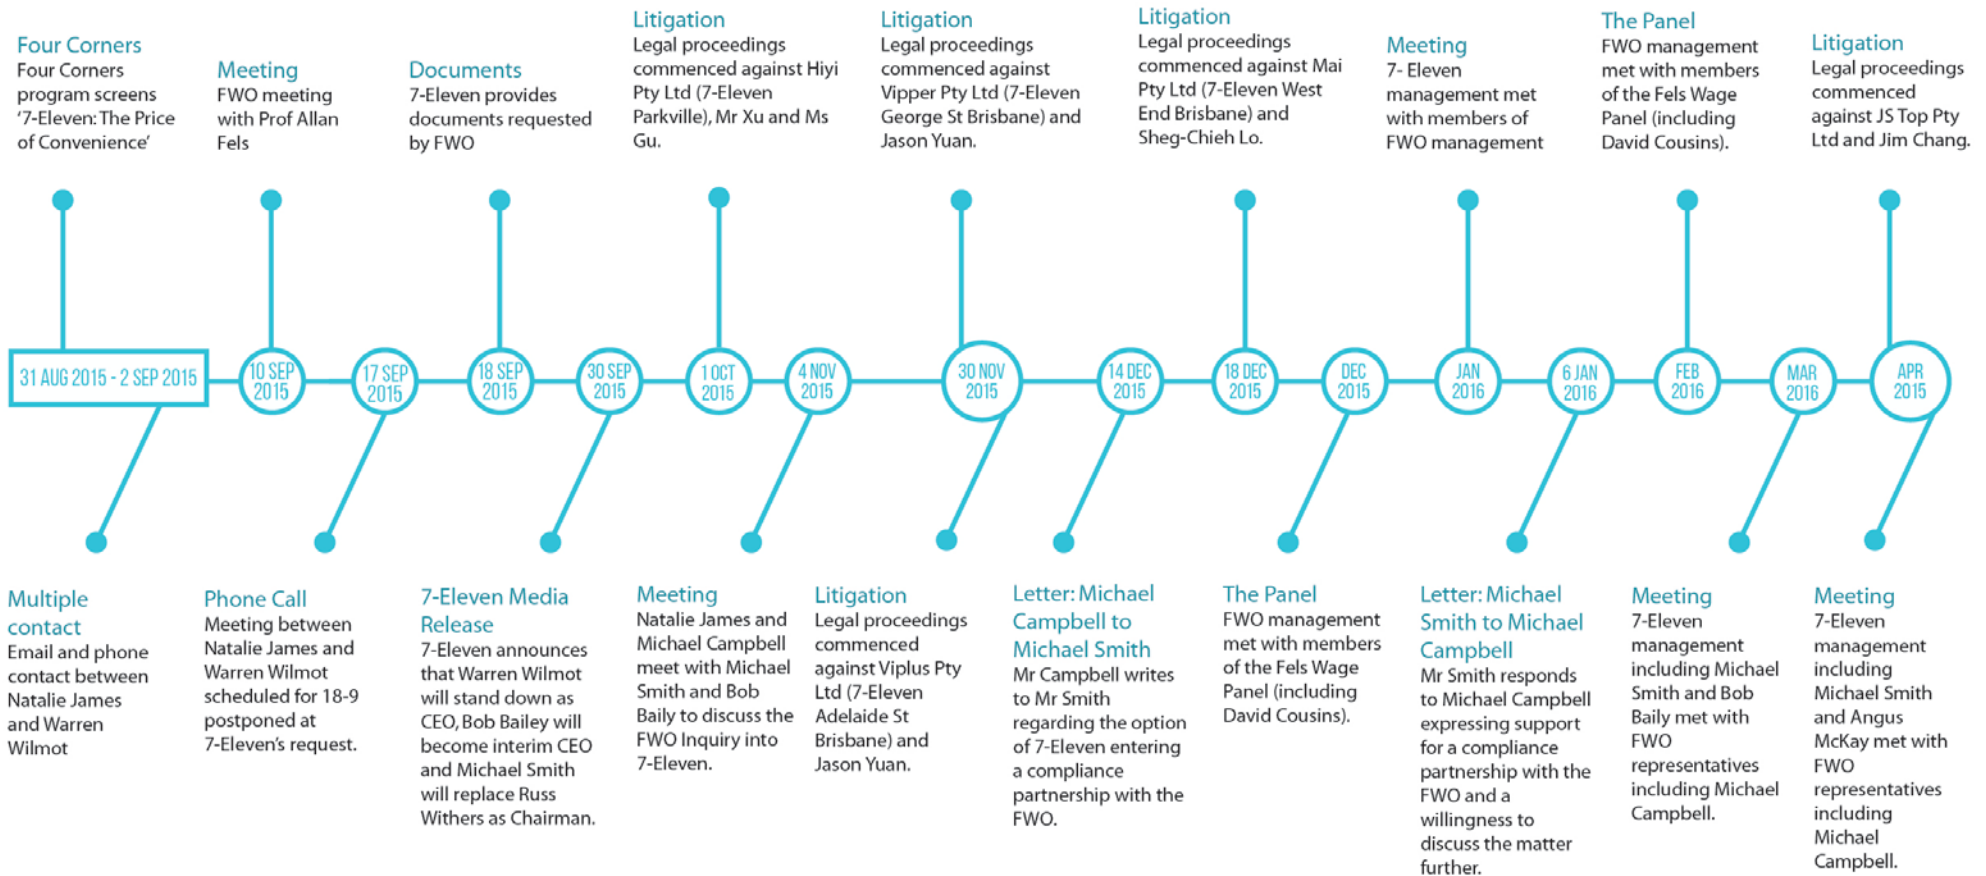 Four Corners
Four Corners
program screens
‘7-Eleven: The Price
of Convenience’
Meeting
FWO meeting
with Prof Allan
Fels
Documents
7-Eleven provides
documents requested
by FWO
Litigation
Legal proceedings
commenced against Hiyi
Pty Ltd (7-Eleven
Parkville), Mr Xu and Ms
Gu.
Litigation
Legal proceedings
commenced against
Vipper Pty Ltd (7-Eleven
George St Brisbane) and
Jason Yuan.
Litigation
Legal proceedings
commenced against Mai
Pty Ltd (7-Eleven West
End Brisbane) and
Sheg-Chieh Lo.
Meeting
7- Eleven
management met
with members of
FWO management
The Panel
FWO management
met with members
of the Fels Wage
Panel (including
David Cousins).
Litigation
Legal proceedings
commenced
against JS Top Pty
Ltd and Jim Chang.
31 AUG 2015 - 2 SEP 2015
10 SEP
2015
17 SEP
2015
18 SEP
2015
30 SEP
2015
1 OCT
2015
4 NOV
2015
30 NOV
2015
14 DEC
2015
18 DEC
2015
DEC
2015
JAN
2016
6 JAN
2016
FEB
2016
MAR
2016
APR
2015
Multiple
contact
Email and phone
contact between
Natalie James
and Warren
Wilmot
Phone Call
Meeting between
Natalie James and
Warren Wilmot
scheduled for 18-9
postponed at
7-Eleven’s request.
7-Eleven Media
Release
7-Eleven announces
that Warren Wilmot
will stand down as
CEO, Bob Bailey will
become interim CEO
and Michael Smith
will replace Russ
Withers as Chairman.
Meeting
Natalie James and
Michael Campbell
meet with Michael
Smith and Bob
Baily to discuss the
FWO Inquiry into
7-Eleven.
Litigation
Legal proceedings
commenced
against Viplus Pty
Ltd (7-Eleven
Adelaide St
Brisbane) and
Jason Yuan.
Letter: Michael
Campbell to
Michael Smith
Mr Campbell writes
to Mr Smith
regarding the option
of 7-Eleven entering
a compliance
partnership with the
FWO.
The Panel
FWO management
met with members
of the Fels Wage
Panel (including
David Cousins).
Letter: Michael
Smith to Michael
Campbell
Mr Smith responds
to Michael Campbell
expressing support
for a compliance
partnership with the
FWO and a
willingness to
discuss the matter
further.
Meeting
7-Eleven
management
including Michael
Smith and Bob
Baily met with
FWO
representatives
including Michael
Campbell.
Meeting
7-Eleven
management
including
Michael Smith
and Angus
McKay met with
FWO
representatives
including
Michael
Campbell.